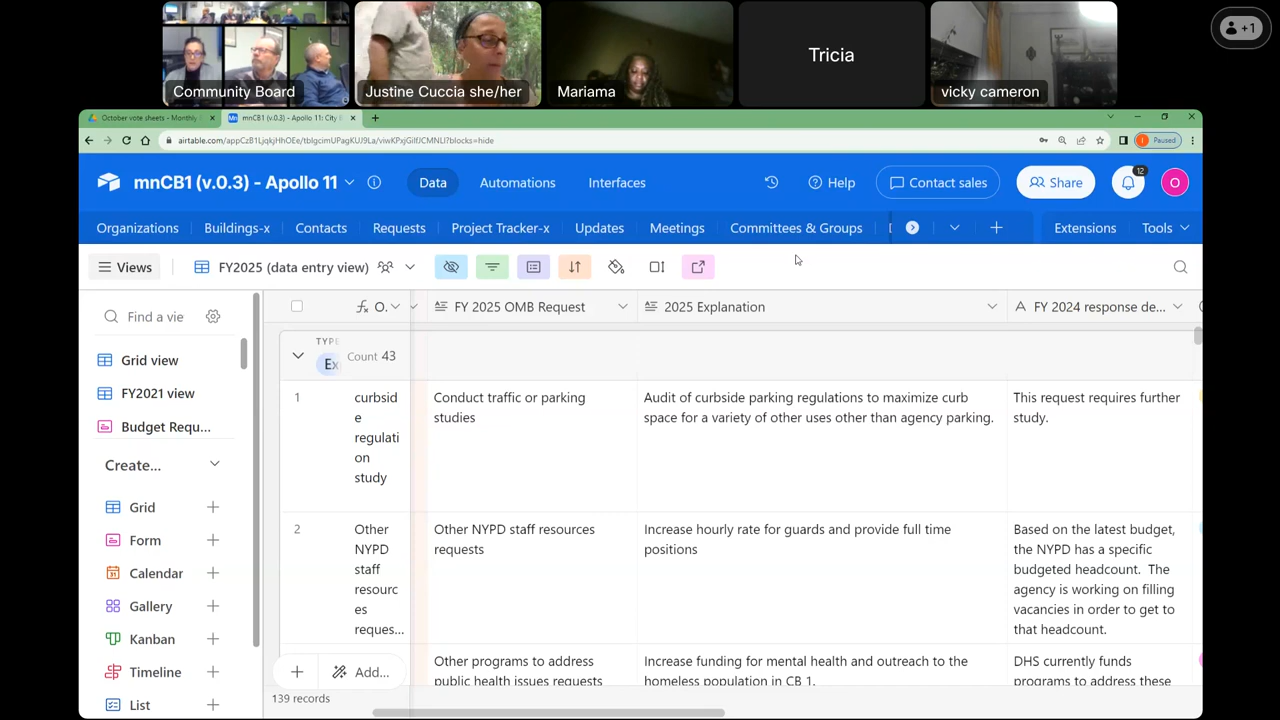 +1
Community Board
Justine Cuccia she/her
Mariama
Tricia
vicky cameron
October vote sheets - Monthly
mnCB1 (v.0.3) - Apollo 11: City B
airtable.com/appCzB1LjqkjHhOEe/tblgcimUPagKUJ9La/viwKPxjGilfJCMNLI?blocks=hide
Paused
mnCB1 (v.0.3) - Apollo 11
Data
Automations
Interfaces
Help
Contact sales
Share
12
O
Organizations
Buildings-x
Contacts
Requests
Project Tracker-x
Updates
Meetings
Committees & Groups
Extensions
Tools
Views
FY2025 (data entry view)
Find a vie
Grid view
FY2021 view
Budget Requ...
Create...
Grid
Form
Calendar
Gallery
Kanban
Timeline
List
O..
FY 2025 OMB Request
2025 Explanation
FY 2024 response de...
TYPE
Ex
Count 43
1
curbsid
e
regulati
on
study
Conduct traffic or parking
studies
Audit of curbside parking regulations to maximize curb
space for a variety of other uses other than agency parking.
This request requires further
study.
2
Other
NYPD
staff
resourc
es
reques...
Other NYPD staff resources
requests
Increase hourly rate for guards and provide full time
positions
Based on the latest budget,
the NYPD has a specific
budgeted headcount. The
agency is working on filling
vacancies in order to get to
that headcount.
Other programs to address
public health issues requests
Increase funding for mental health and outreach to the
homeless population in CB 1.
DHS currently funds
programs to address these
Add...
139 records